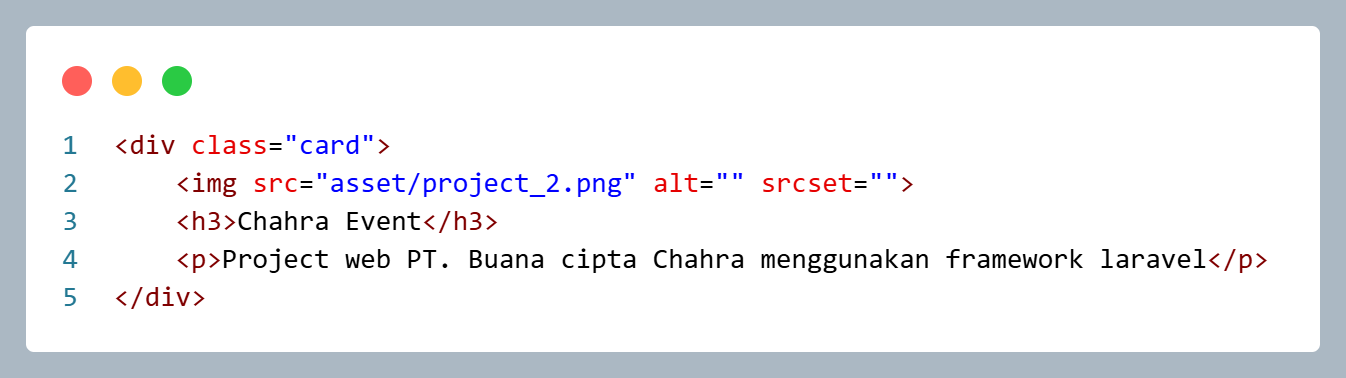 1 <div class="card">
2     <img src="asset/project_2.png" alt="" srcset="">
3     <h3>Chahra Event</h3>
4     <p>Project web PT. Buana cipta Chahra menggunakan framework laravel</p>
5 </div>